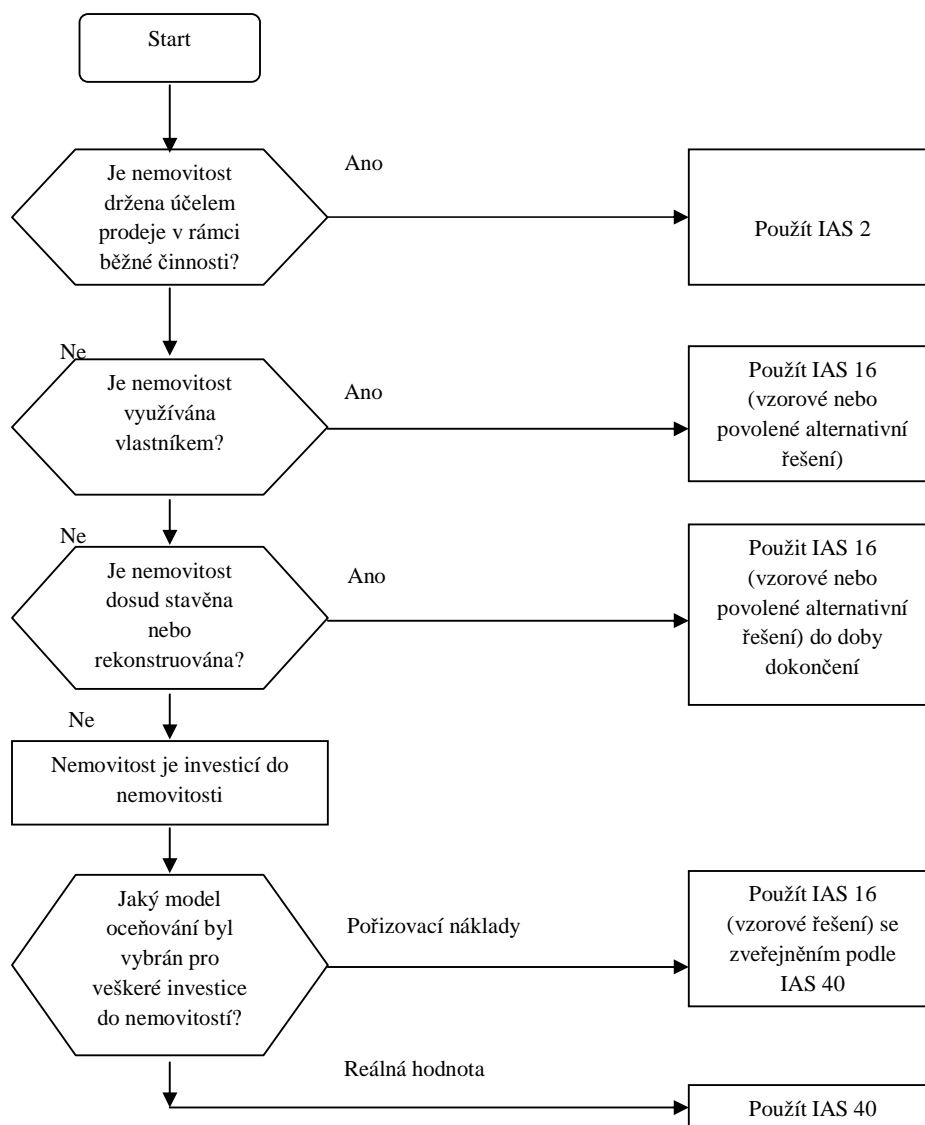 Start
Je nemovitost
držena účelem
prodeje v rámci
běžné činnosti?
Ano
Použít IAS 2
Ne
Je nemovitost
využívána
vlastníkem?
Ano
Použít IAS 16
(vzorové nebo
povolené alternativní
řešení)
Ne
Je nemovitost
dosud stavěna
nebo
rekonstruována?
Ano
Použit IAS 16
(vzorové nebo
povolené alternativní
řešení) do doby
dokončení
Ne
Nemovitost je investicí do
nemovitosti
Jaký model
oceňování byl
vybrán pro
veškeré investice
do nemovitostí?
Pořizovací náklady
Použít IAS 16
(vzorové řešení) se
zveřejněním podle
IAS 40
Reálná hodnota
Použít IAS 40